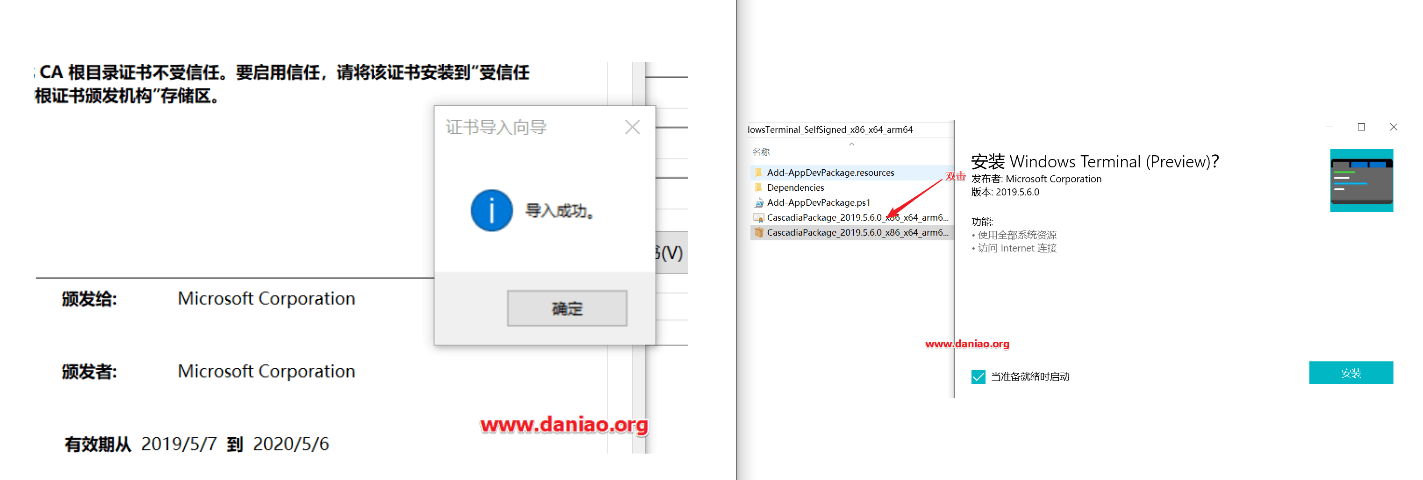 CA 根目录证书不受信任。要启用信任，请将该证书安装到"受信任
根证书颁发机构"存储区。
证书导入向导
导入成功。
(V)
确定
颁发给: Microsoft Corporation
颁发者: Microsoft Corporation
www.daniao.org
有效期从 2019/5/7 到 2020/5/6
lowsTerminal_SelfSigned_x86_x64_arm64
名称
Add-AppDevPackage.resources
Dependencies
Add-AppDevPackage.ps1
CascadiaPackage_2019.5.6.0_x86_x64_arm6...
CascadiaPackage_2019.5.6.0_x86_x64_arm6...
双击
安装 Windows Terminal (Preview)?
发布者: Microsoft Corporation
版本: 2019.5.6.0
功能:
• 使用全部系统资源
• 访问 Internet 连接
www.daniao.org
当准备就绪时启动
安装